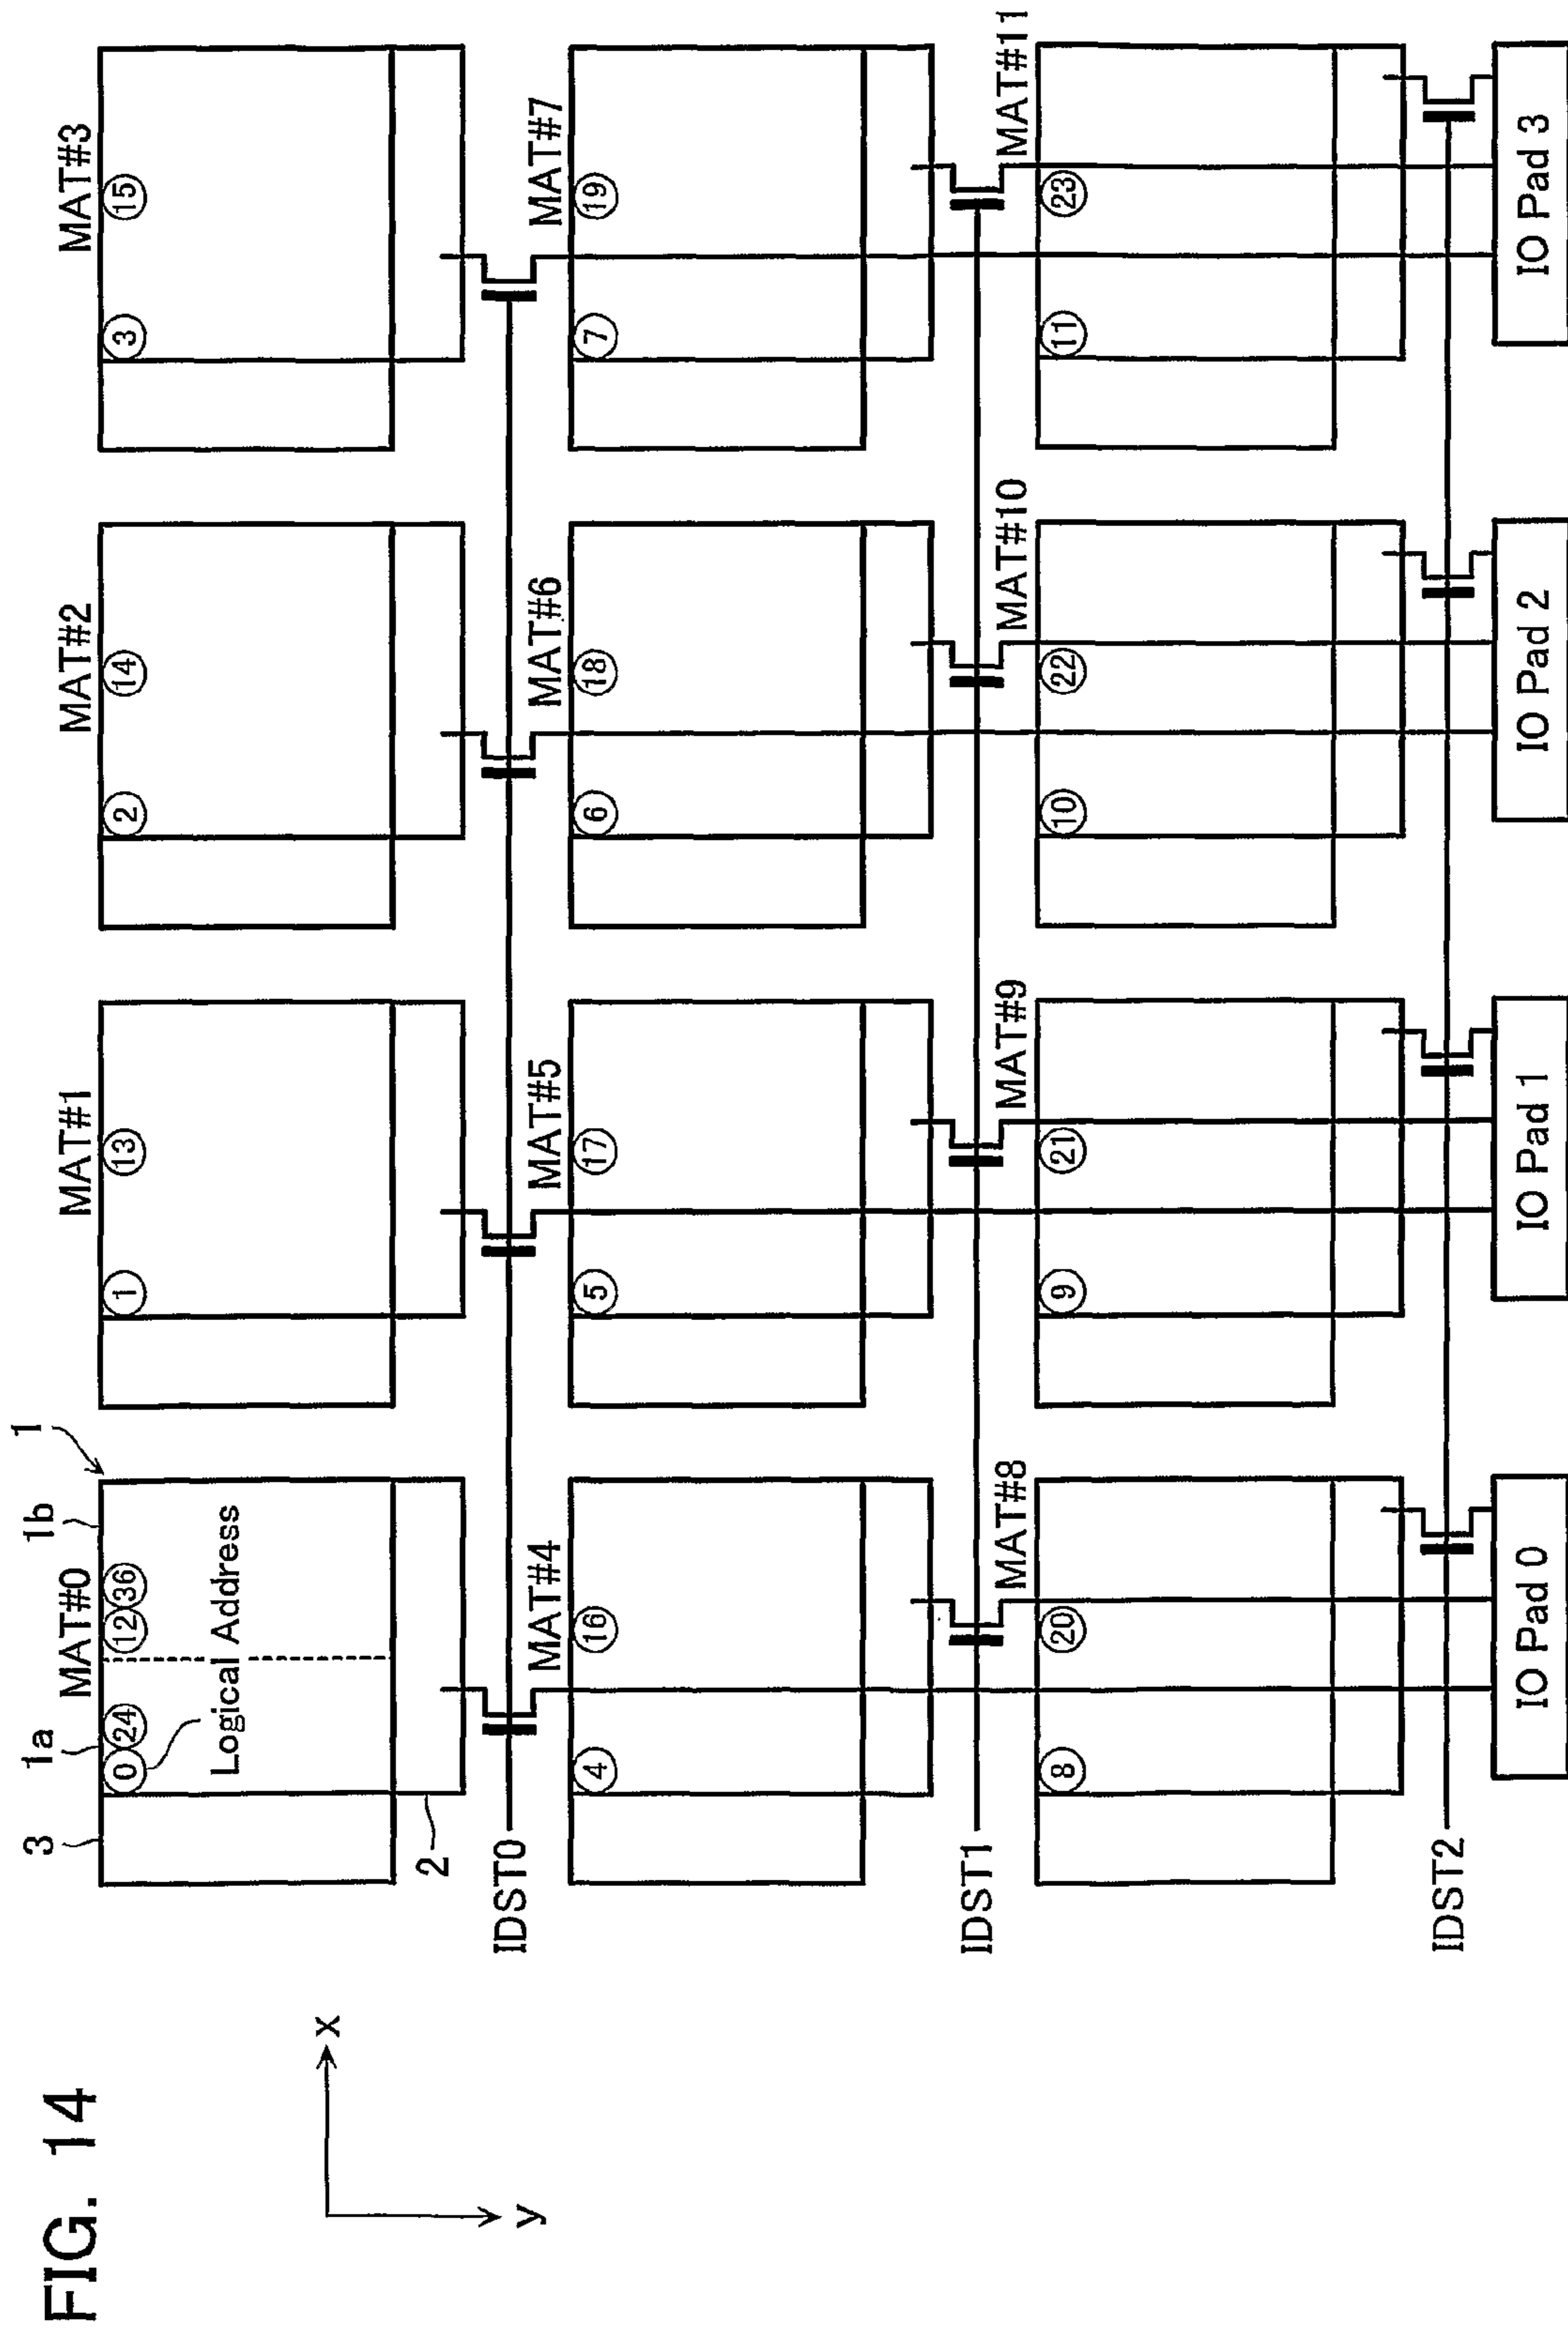 FIG. 14
x
y
3
1a
1b
1
MAT#0
MAT#1
MAT#2
MAT#3
0
24
12
36
1
13
2
14
3
15
Logical Address
2
IDST0
MAT#4
MAT#5
MAT#6
MAT#7
4
16
5
17
6
18
7
19
IDST1
MAT#8
MAT#9
MAT#10
MAT#11
8
20
9
21
10
22
11
23
IDST2
IO Pad 0
IO Pad 1
IO Pad 2
IO Pad 3